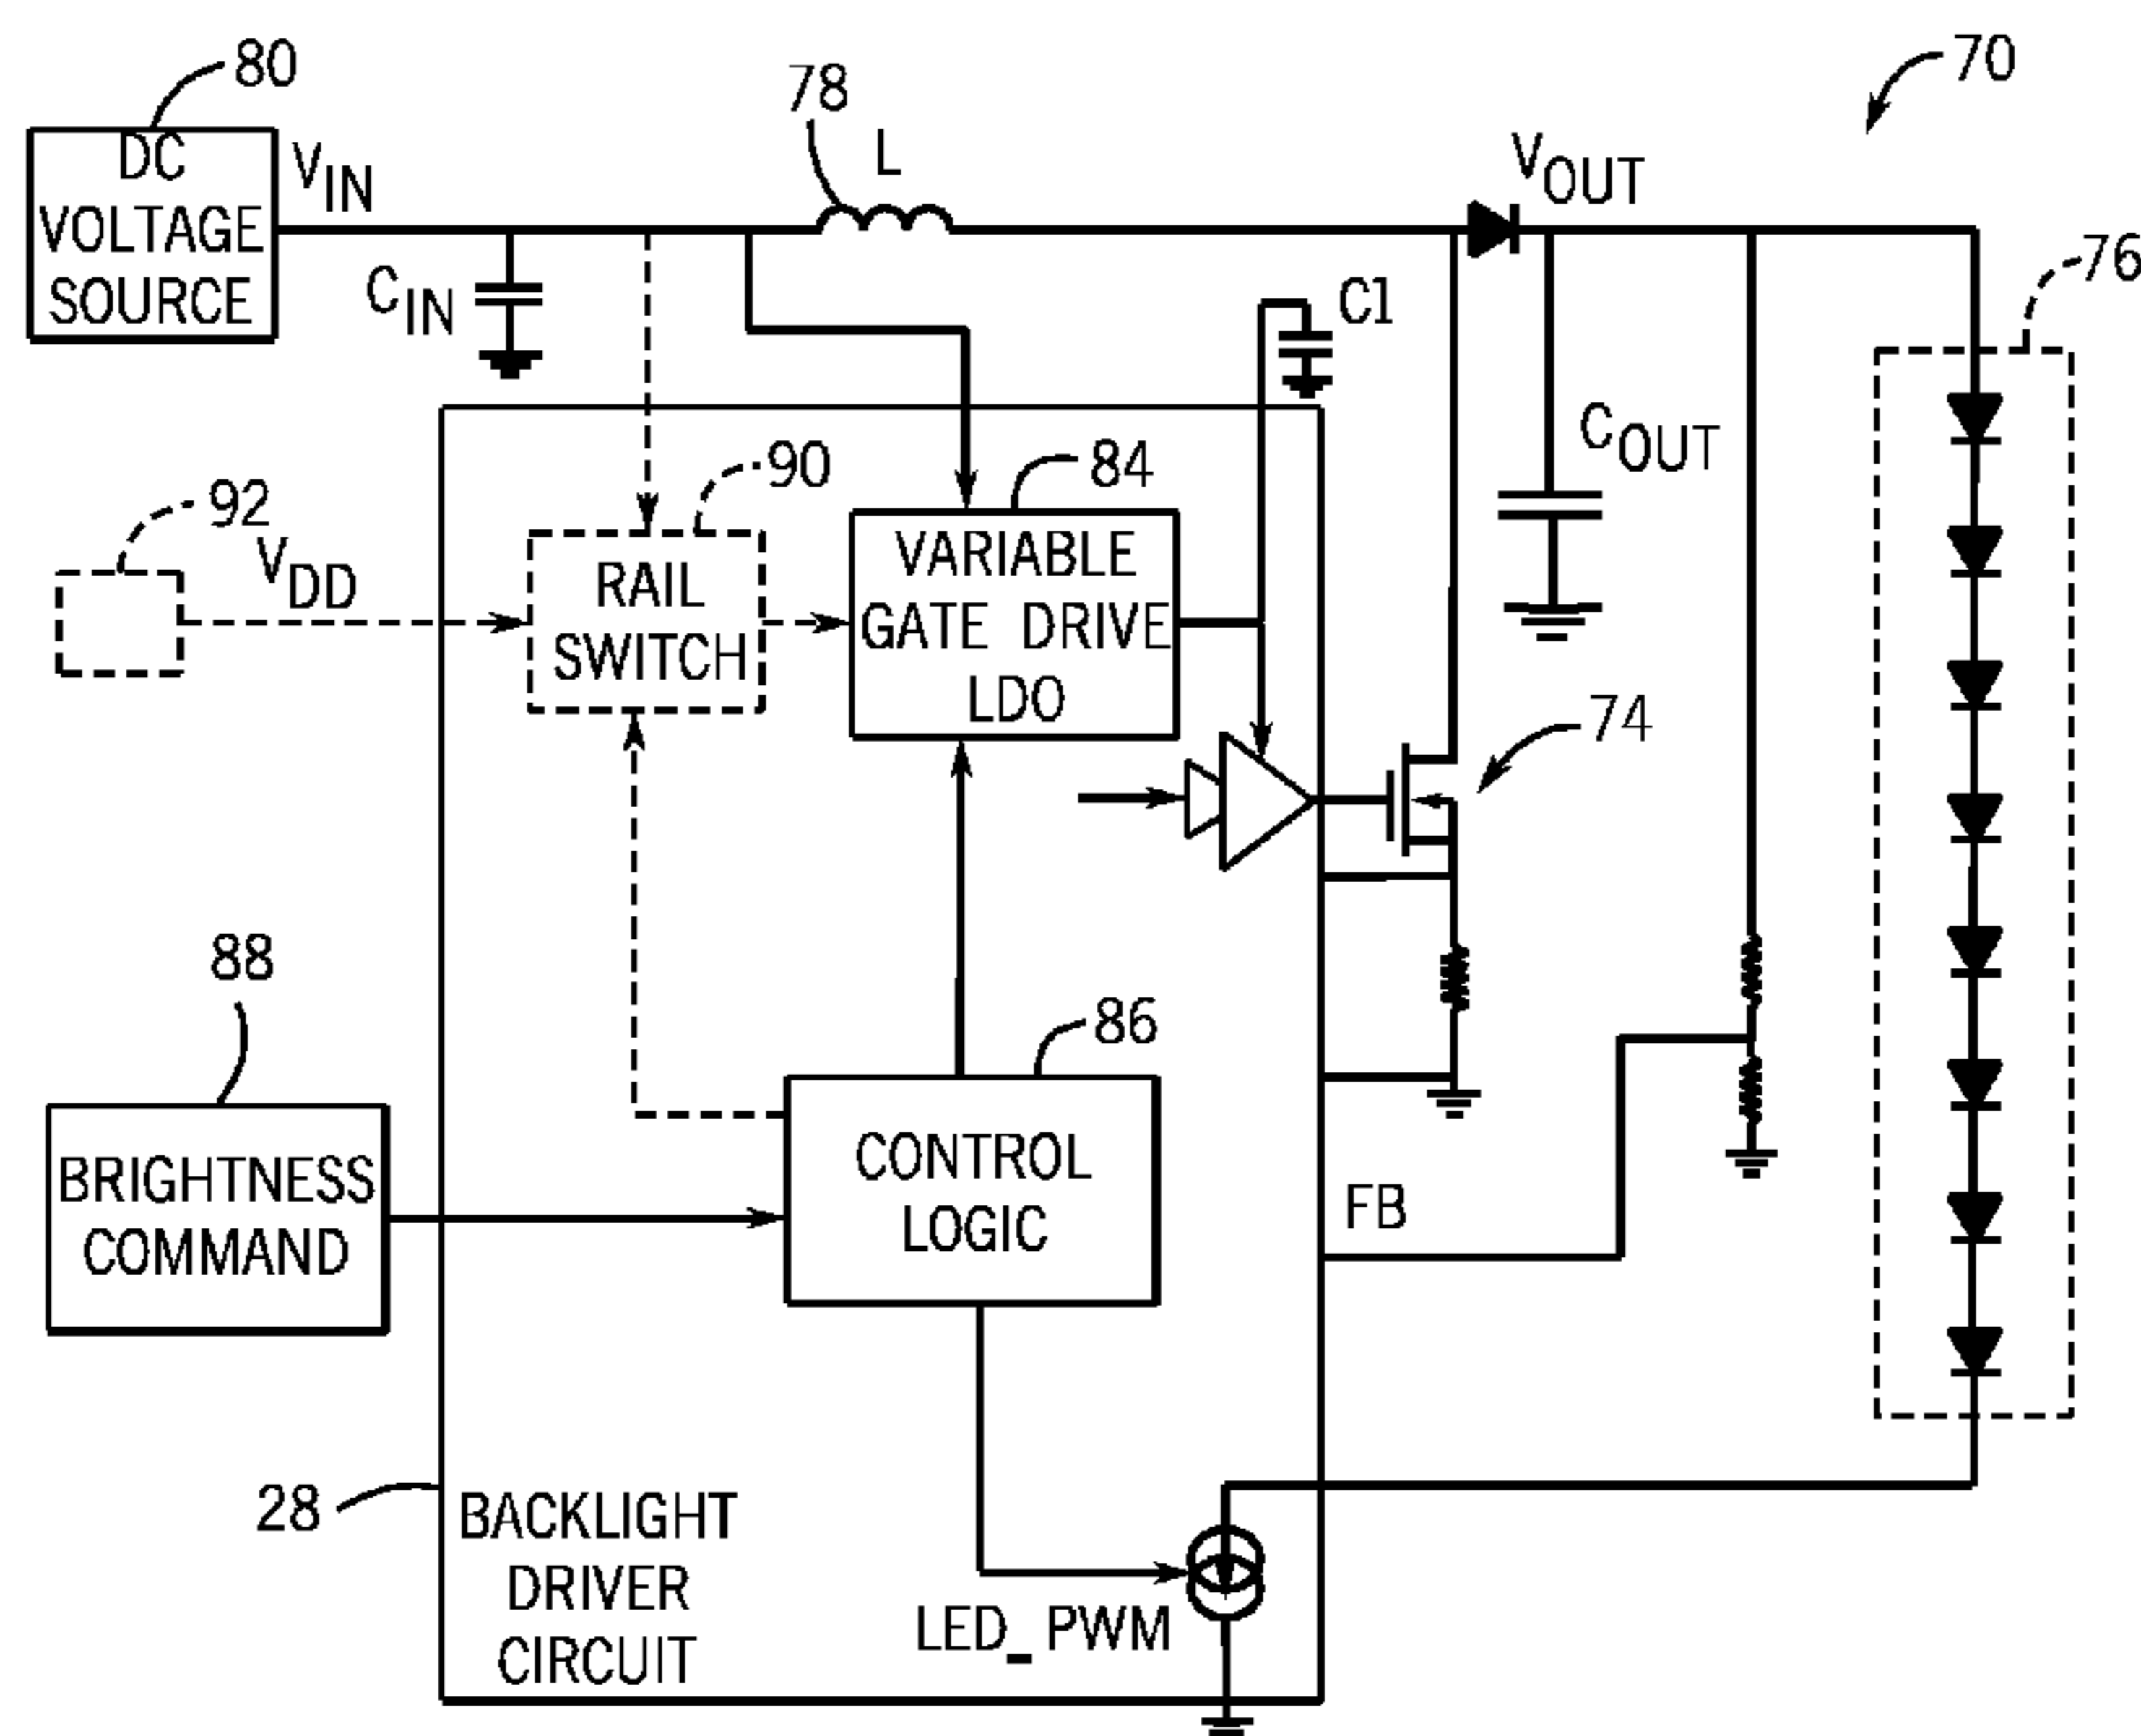 80
78
70
DC
VOLTAGE
SOURCE
VIN
L
VOUT
76
CIN
C1
COUT
92
VDD
90
84
RAIL
SWITCH
VARIABLE
GATE DRIVE
LDO
74
88
86
BRIGHTNESS
COMMAND
CONTROL
LOGIC
FB
28
BACKLIGHT
DRIVER
CIRCUIT
LED_PWM